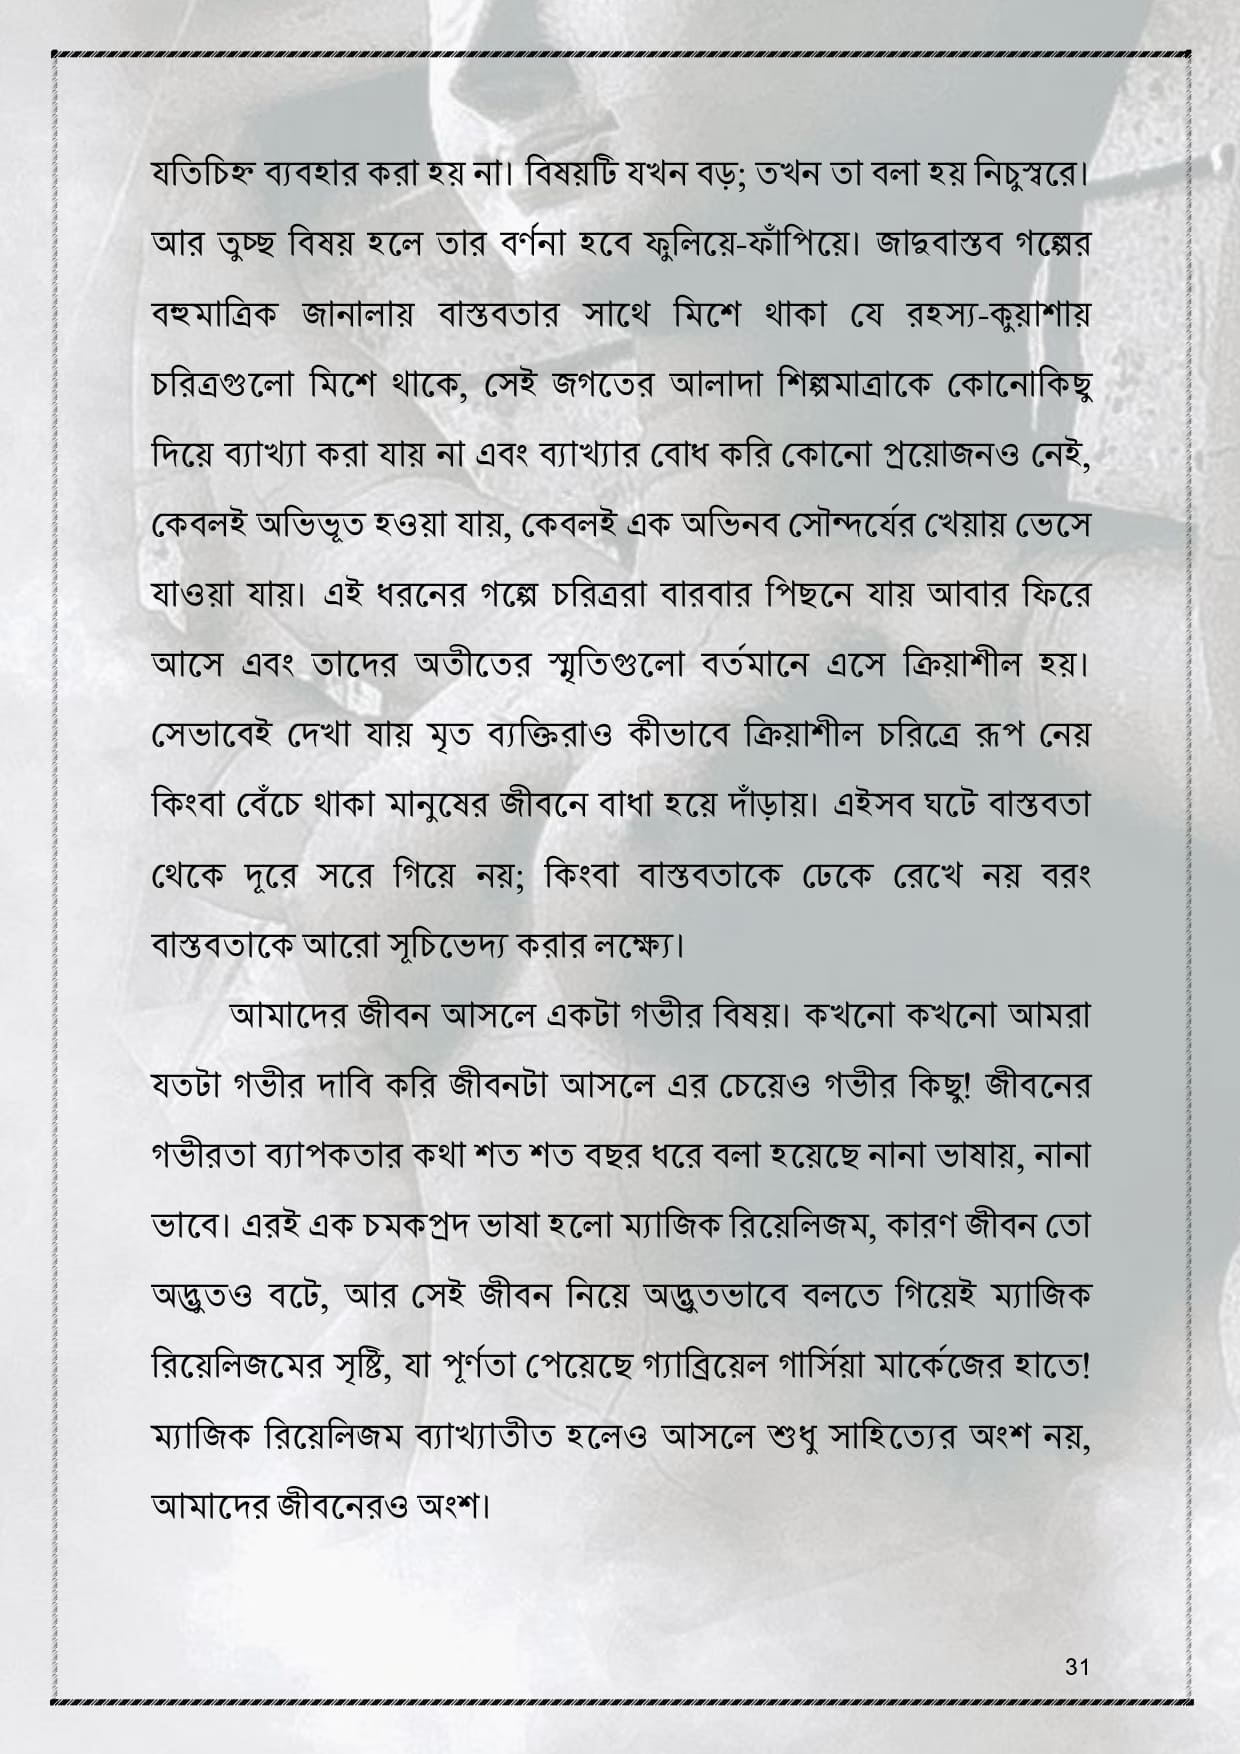 যতিচিহ্ন ব্যবহার করা হয় না। বিষয়টি যখন বড়; তখন তা বলা হয় নিচুস্বরে।
আর তুচ্ছ বিষয় হলে তার বর্ণনা হবে ফুলিয়ে-ফাঁপিয়ে। জাদুবাস্তব গল্পের
বহুমাত্রিক জানালায় বাস্তবতার সাথে মিশে থাকা যে রহস্য-কুয়াশায়
চরিত্রগুলো মিশে থাকে, সেই জগতের আলাদা শিল্পমাত্রাকে কোনোকিছু
দিয়ে ব্যাখ্যা করা যায় না এবং ব্যাখ্যার বোধ করি কোনো প্রয়োজনও নেই,
কেবলই অভিভূত হওয়া যায়, কেবলই এক অভিনব সৌন্দর্যের খেয়ায় ভেসে
যাওয়া যায়। এই ধরনের গল্পে চরিত্ররা বারবার পিছনে যায় আবার ফিরে
আসে এবং তাদের অতীতের স্মৃতিগুলো বর্তমানে এসে ক্রিয়াশীল হয়।
সেভাবেই দেখা যায় মৃত ব্যক্তিরাও কীভাবে ক্রিয়াশীল চরিত্রে রূপ নেয়
কিংবা বেঁচে থাকা মানুষের জীবনে বাধা হয়ে দাঁড়ায়। এইসব ঘটে বাস্তবতা
থেকে দূরে সরে গিয়ে নয়; কিংবা বাস্তবতাকে ঢেকে রেখে নয় বরং
বাস্তবতাকে আরো সূচিভেদ্য করার লক্ষ্যে।
আমাদের জীবন আসলে একটা গভীর বিষয়। কখনো কখনো আমরা
যতটা গভীর দাবি করি জীবনটা আসলে এর চেয়েও গভীর কিছু! জীবনের
গভীরতা ব্যাপকতার কথা শত শত বছর ধরে বলা হয়েছে নানা ভাষায়, নানা
ভাবে। এরই এক চমকপ্রদ ভাষা হলো ম্যাজিক রিয়েলিজম, কারণ জীবন তো
অদ্ভুতও বটে, আর সেই জীবন নিয়ে অদ্ভুতভাবে বলতে গিয়েই ম্যাজিক
রিয়েলিজমের সৃষ্টি, যা পূর্ণতা পেয়েছে গ্যাব্রিয়েল গার্সিয়া মার্কেজের হাতে!
ম্যাজিক রিয়েলিজম ব্যাখ্যাতীত হলেও আসলে শুধু সাহিত্যের অংশ নয়,
আমাদের জীবনেরও অংশ।
31